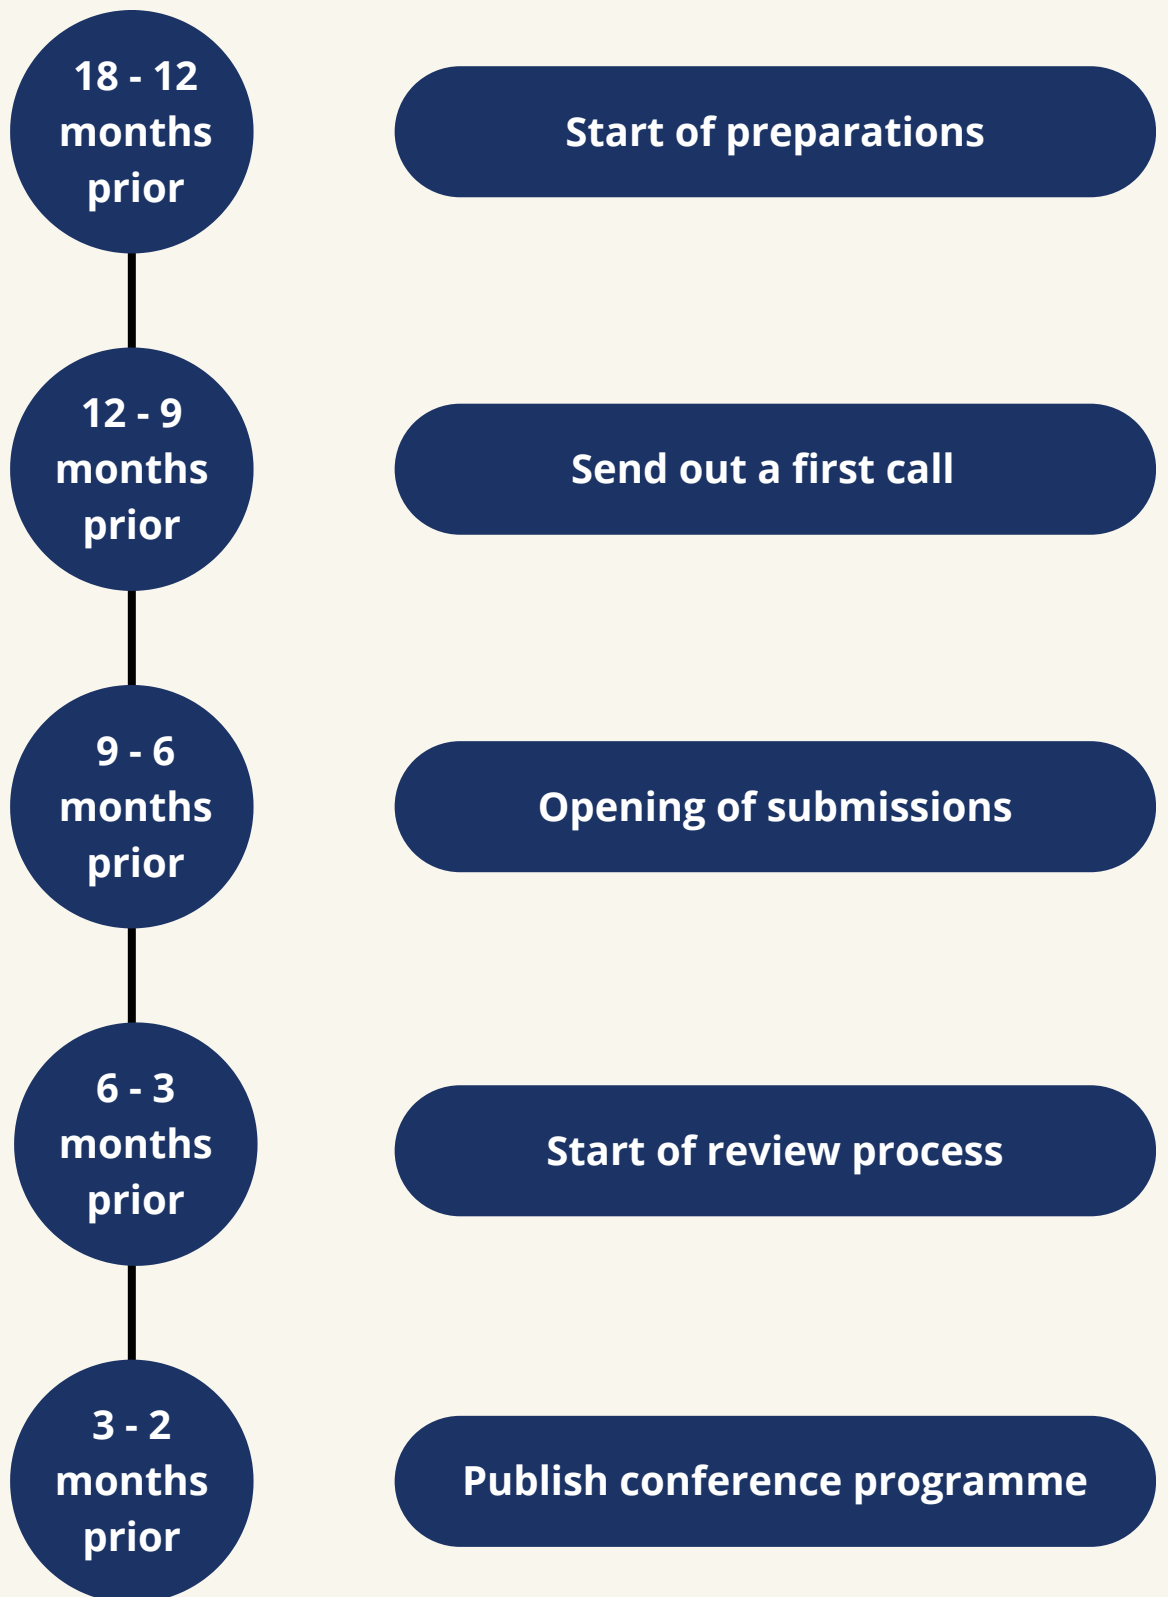 18 - 12
months
prior
Start of preparations
12 - 9
months
prior
Send out a first call
9 - 6
months
prior
Opening of submissions
6 - 3
months
prior
Start of review process
3 - 2
months
prior
Publish conference programme